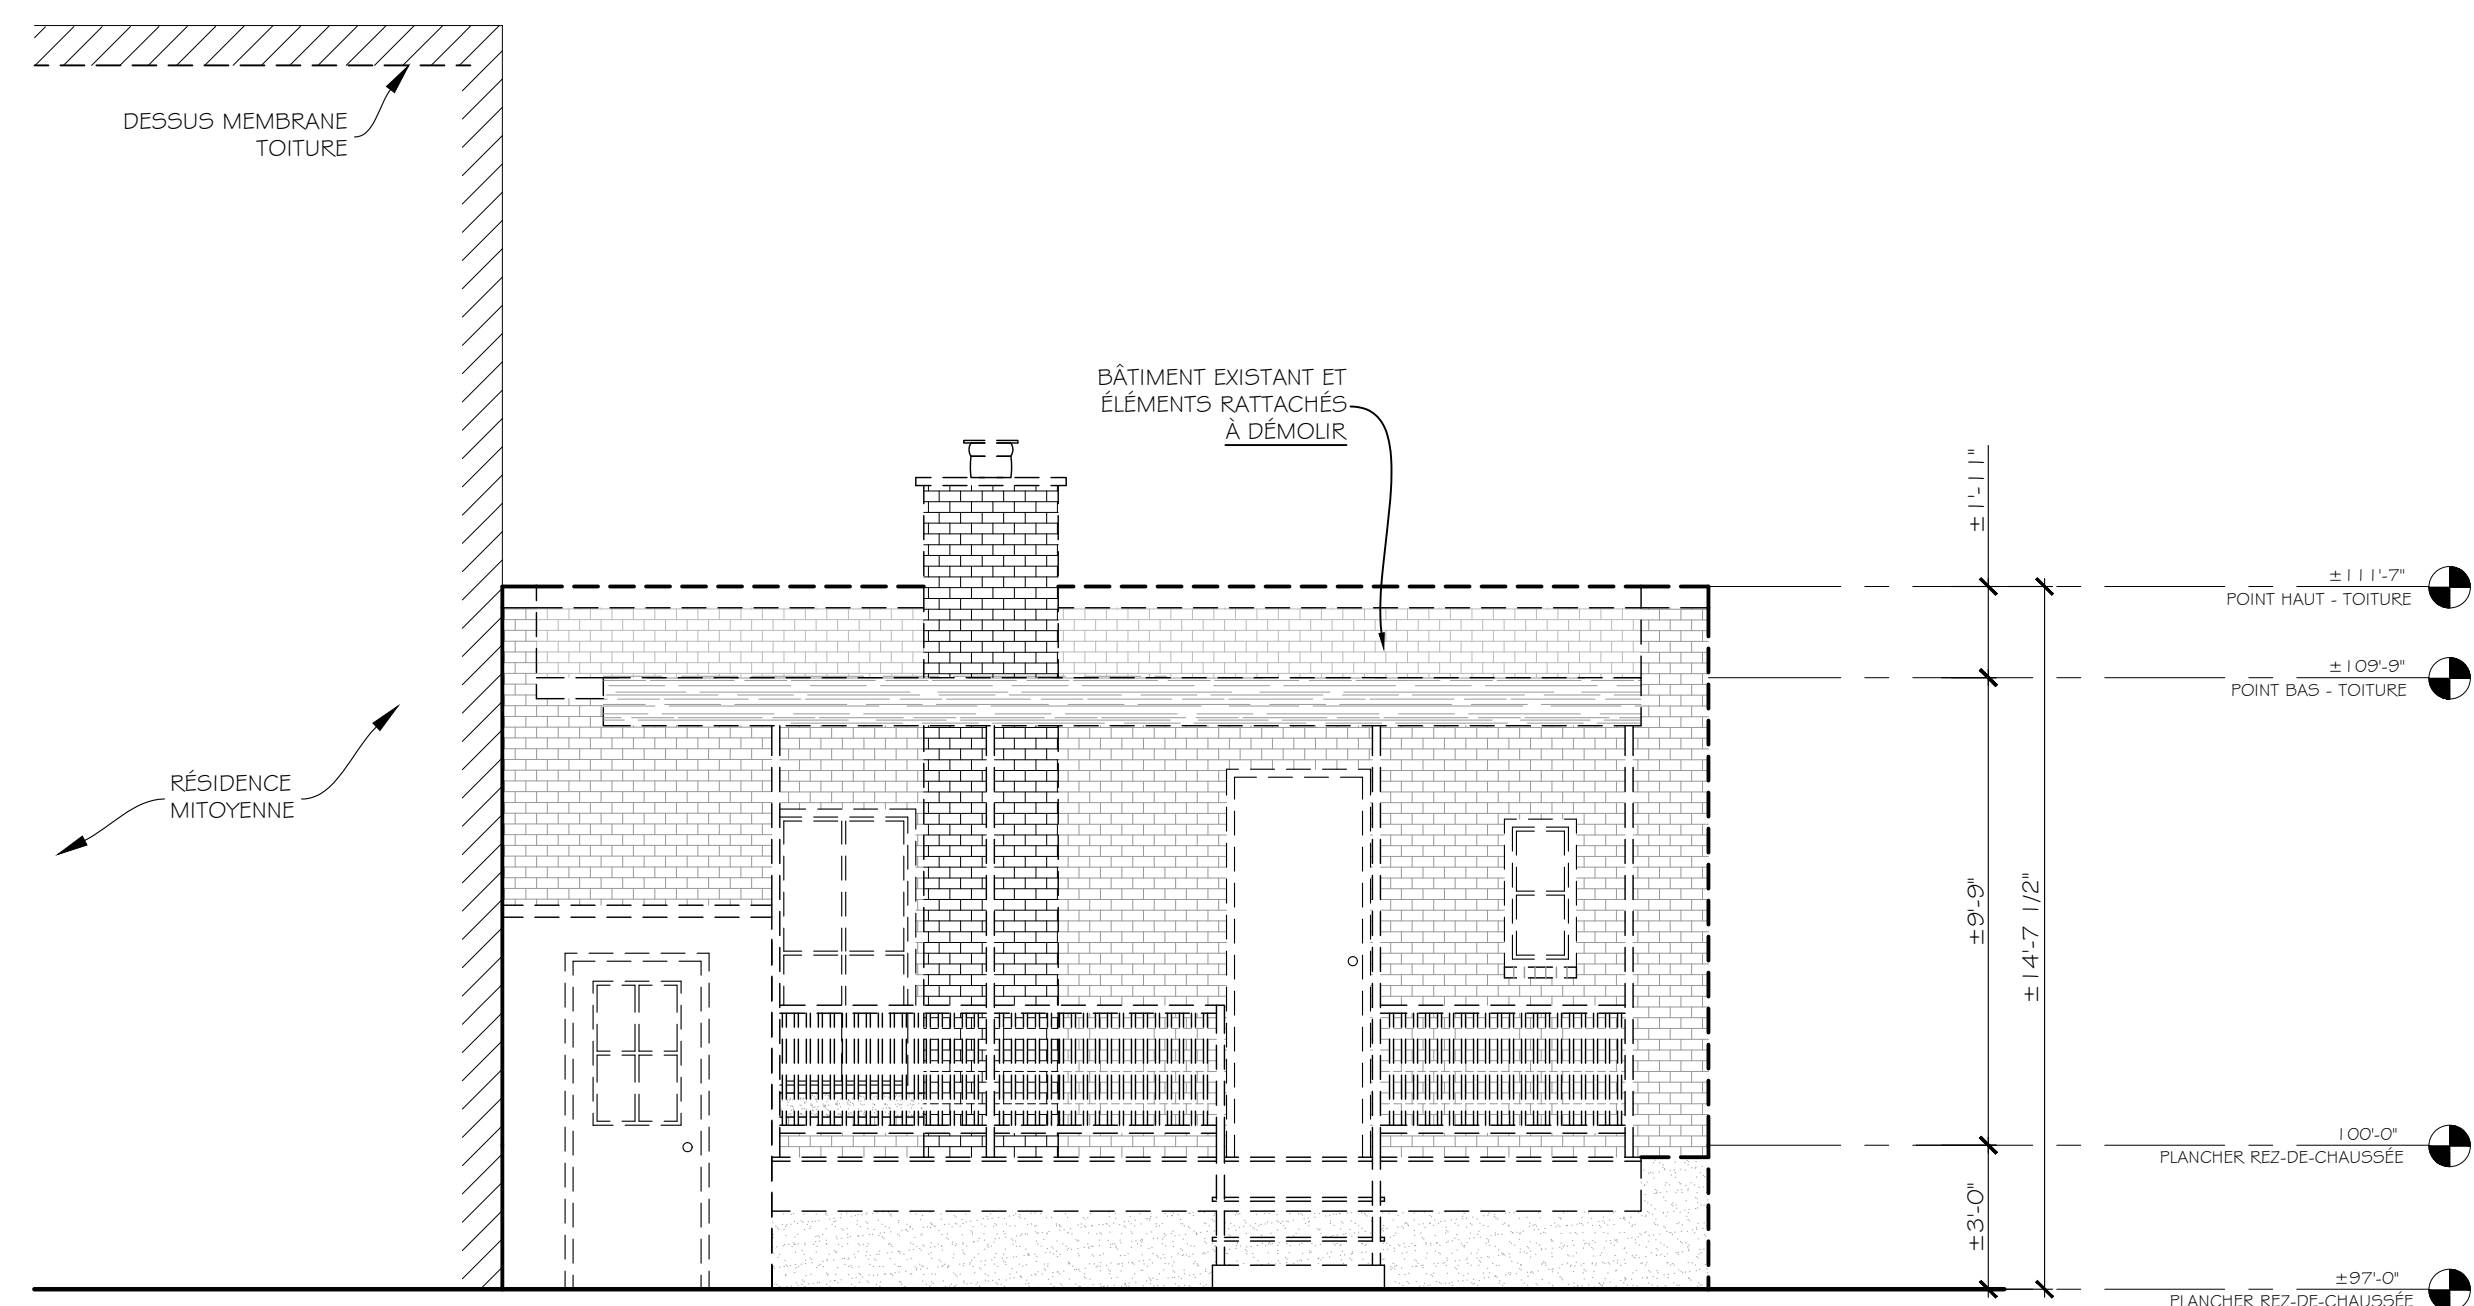 DESSUS MEMBRANE
TOITURE
BÂTIMENT EXISTANT ET
ÉLÉMENTS RATTACHÉS
À DÉMOLIR
RÉSIDENCE
MITOYENNE
±1'-11"
±9'-9"
±3'-0"
±14'-7 1/2"
±111'-7"
POINT HAUT - TOITURE
±109'-9"
POINT BAS - TOITURE
100'-0"
PLANCHER REZ-DE-CHAUSSÉE
±97'-0"
PLANCHER REZ-DE-CHAUSSÉE